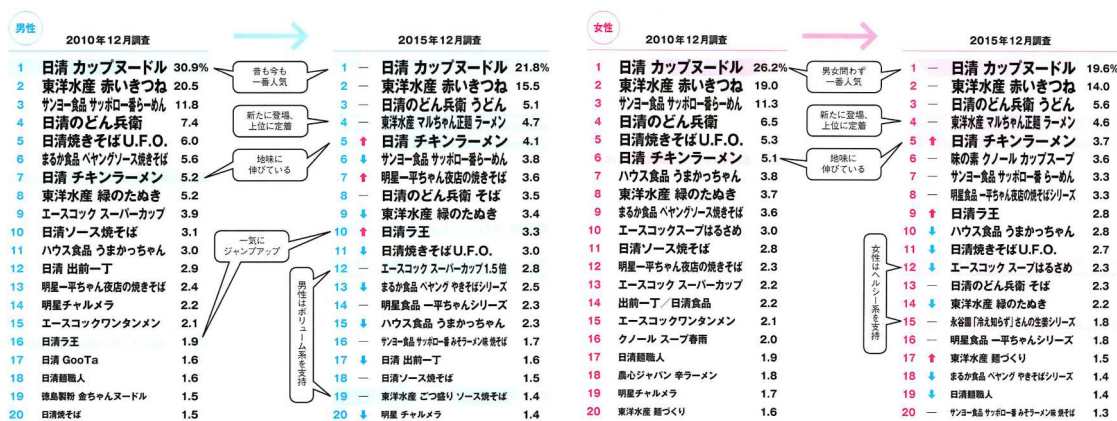 男性
2010年12月調査
1 日清 カップヌードル 30.9%
2 東洋水産 赤いきつね 20.5
3 サンヨー食品 サッポロ一番らーめん 11.8
4 日清のどん兵衛 7.4
5 日清焼きそばU.F.O. 6.0
6 まるか食品 ペヤングソース焼きそば 5.6
7 日清 チキンラーメン 5.2
8 東洋水産 緑のたぬき 5.2
9 エースコック スーパーカップ 3.9
10 日清ソース焼そば 3.1
11 ハウス食品 うまかっちゃん 3.0
12 日清 出前一丁 2.9
13 明星一平ちゃん夜店の焼きそば 2.4
14 明星チャルメラ 2.2
15 エースコックワンタンメン 2.1
16 日清ラ王 1.9
17 日清 GooTa 1.6
18 日清麺職人 1.6
19 徳島製粉 金ちゃんヌードル 1.5
20 日清焼そば 1.5
昔も今も
一番人気
新たに登場、
上位に定着
地味に
伸びている
一気に
ジャンプアップ
男性はボリューム系を支持
2015年12月調査
1 ― 日清 カップヌードル 21.8%
2 ― 東洋水産 赤いきつね 15.5
3 ― 日清のどん兵衛 うどん 5.1
4 ― 東洋水産 マルちゃん正麺 ラーメン 4.7
5 ⬆ 日清 チキンラーメン 4.1
6 ⬇ サンヨー食品 サッポロ一番らーめん 3.8
7 ⬆ 明星一平ちゃん夜店の焼きそば 3.6
8 ― 日清のどん兵衛 そば 3.5
9 ⬇ 東洋水産 緑のたぬき 3.4
10 ⬆ 日清ラ王 3.3
11 ⬇ 日清焼きそばU.F.O. 3.0
12 ― エースコック スーパーカップ1.5倍 2.8
13 ⬇ まるか食品 ペヤング やきそばシリーズ 2.5
14 ― 明星食品 一平ちゃんシリーズ 2.3
15 ⬇ ハウス食品 うまかっちゃん 2.3
16 ― サンヨー食品 サッポロ一番 みそラーメン味 焼そば 1.7
17 ⬇ 日清 出前一丁 1.6
18 ― 日清ソース焼そば 1.5
19 ― 東洋水産 ごつ盛り ソース焼そば 1.4
20 ⬇ 明星 チャルメラ 1.4
女性
2010年12月調査
1 日清 カップヌードル 26.2%
2 東洋水産 赤いきつね 19.0
3 サンヨー食品 サッポロ一番らーめん 11.3
4 日清のどん兵衛 6.5
5 日清焼きそばU.F.O. 5.3
6 日清 チキンラーメン 5.1
7 ハウス食品 うまかっちゃん 3.8
8 東洋水産 緑のたぬき 3.7
9 まるか食品 ペヤングソース焼きそば 3.6
10 エースコックスープはるさめ 3.0
11 日清ソース焼そば 2.8
12 明星一平ちゃん夜店の焼きそば 2.3
13 エースコック スーパーカップ 2.2
14 出前一丁／日清食品 2.2
15 エースコックワンタンメン 2.1
16 クノール スープ春雨 2.0
17 日清麺職人 1.9
18 農心ジャパン 辛ラーメン 1.8
19 明星チャルメラ 1.7
20 東洋水産 麺づくり 1.6
男女問わず
一番人気
新たに登場、
上位に定着
地味に
伸びている
女性はヘルシー系を支持
2015年12月調査
1 ― 日清 カップヌードル 19.6%
2 ― 東洋水産 赤いきつね 14.0
3 ― 日清のどん兵衛 うどん 5.6
4 ― 東洋水産 マルちゃん正麺 ラーメン 4.6
5 ⬆ 日清 チキンラーメン 3.7
6 ― 味の素 クノール カップスープ 3.6
7 ― サンヨー食品 サッポロ一番 らーめん 3.3
8 ― 明星食品 一平ちゃん夜店の焼そばシリーズ 3.3
9 ⬆ 日清ラ王 2.8
10 ⬇ ハウス食品 うまかっちゃん 2.8
11 ⬇ 日清焼きそばU.F.O. 2.7
12 ⬇ エースコック スープはるさめ 2.3
13 ― 日清のどん兵衛 そば 2.3
14 ⬇ 東洋水産 緑のたぬき 2.2
15 ― 永谷園「冷え知らず」さんの生姜シリーズ 1.8
16 ― 明星食品 一平ちゃんシリーズ 1.8
17 ⬆ 東洋水産 麺づくり 1.5
18 ⬇ まるか食品 ペヤング やきそばシリーズ 1.4
19 ⬇ 日清麺職人 1.4
20 ― サンヨー食品 サッポロ一番 みそラーメン味 焼そば 1.3